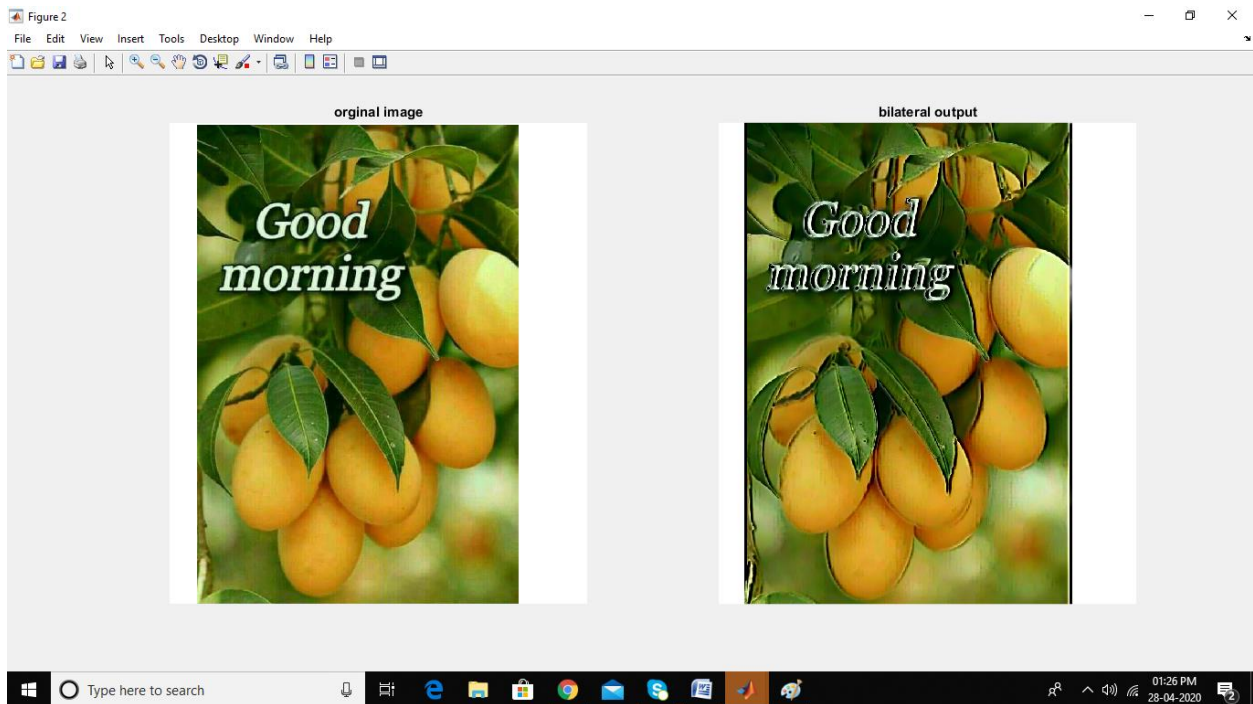 Figure 2
File Edit View Insert Tools Desktop Window Help
orginal image
bilateral output
Good
morning
Good
morning
Type here to search
01:26 PM
28-04-2020
2